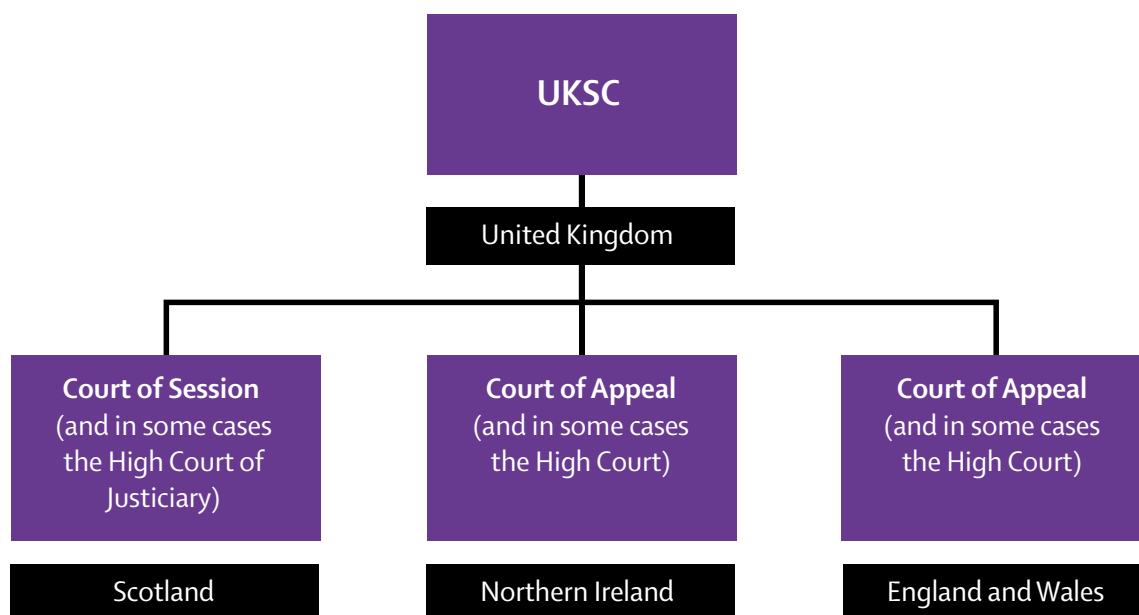 UKSC
United Kingdom
Court of Session
(and in some cases
the High Court of
Justiciary)
Scotland
Court of Appeal
(and in some cases
the High Court)
Northern Ireland
Court of Appeal
(and in some cases
the High Court)
England and Wales